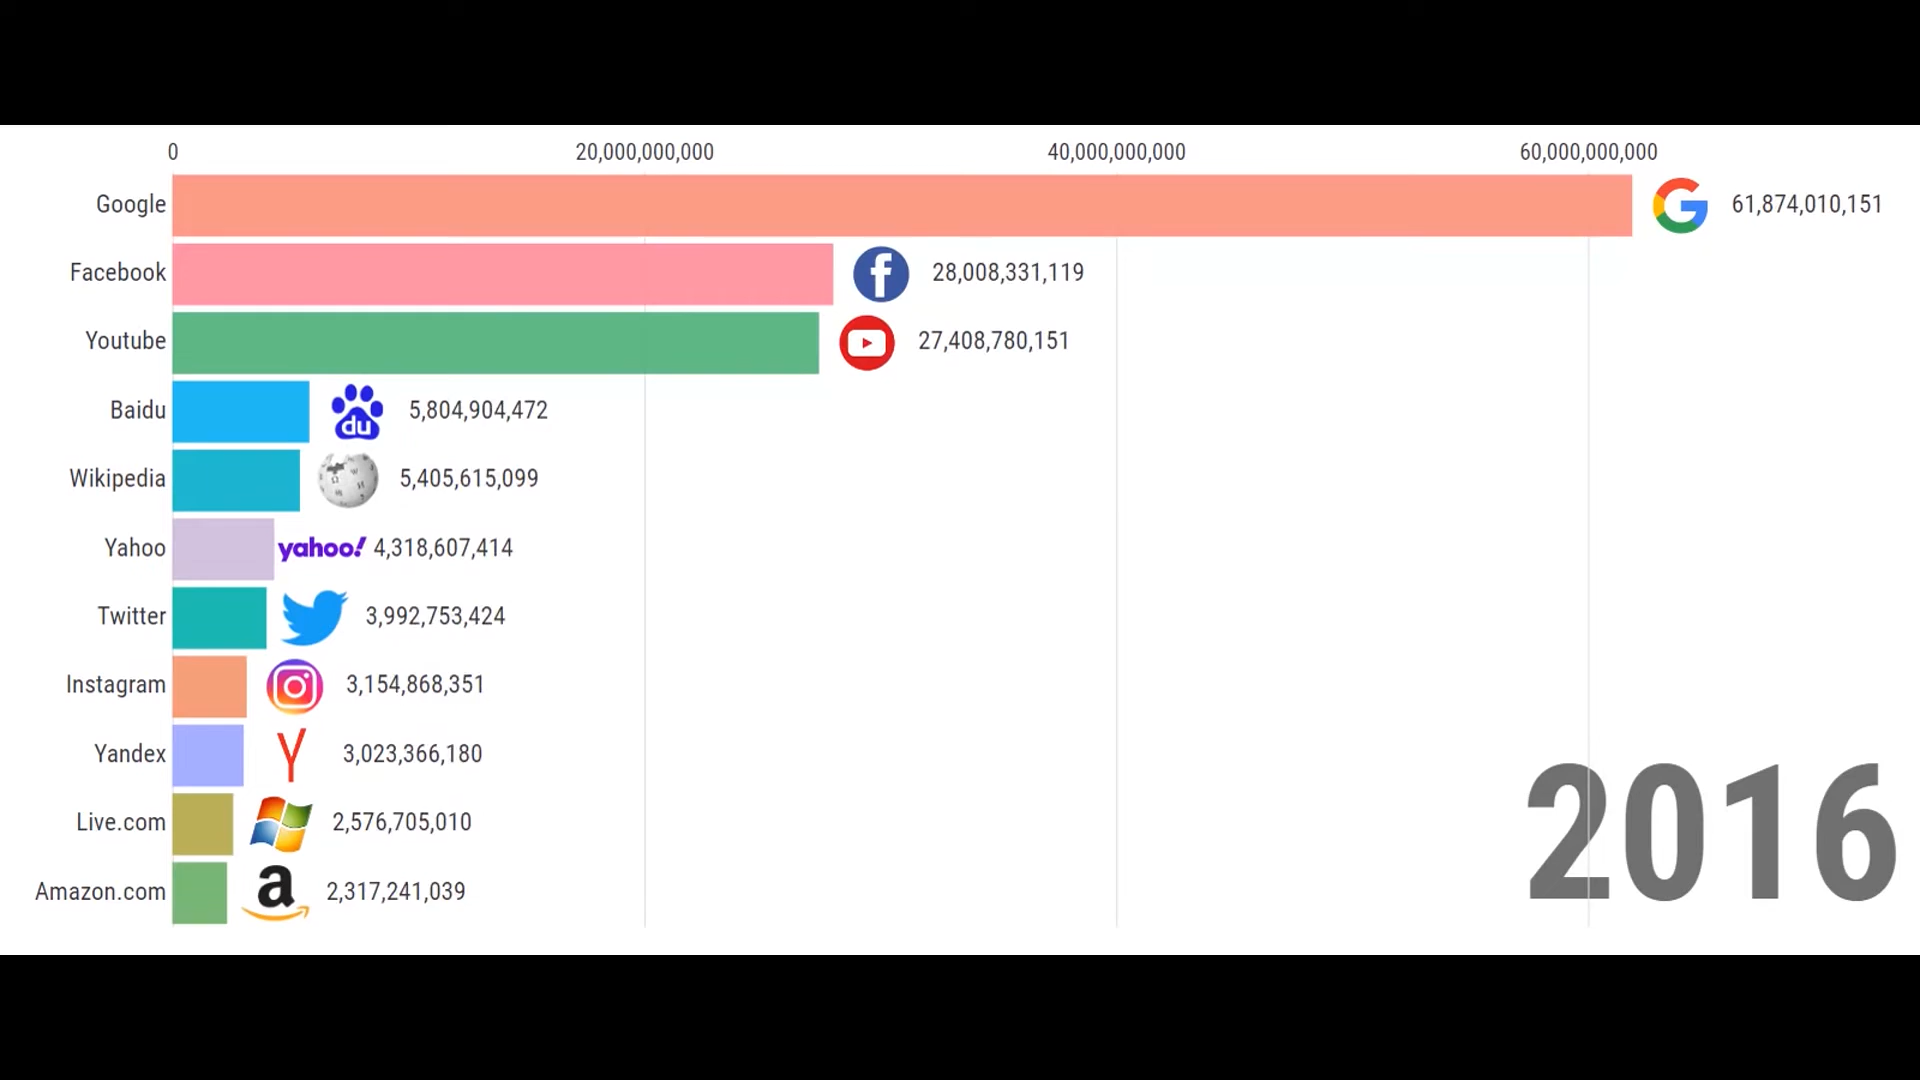 0 20,000,000,000 40,000,000,000 60,000,000,000
Google 61,874,010,151
Facebook f 28,008,331,119
Youtube 27,408,780,151
Baidu du 5,804,904,472
Wikipedia 5,405,615,099
Yahoo yahoo! 4,318,607,414
Twitter 3,992,753,424
Instagram 3,154,868,351
Yandex Y 3,023,366,180
Live.com 2,576,705,010
Amazon.com a 2,317,241,039
2016